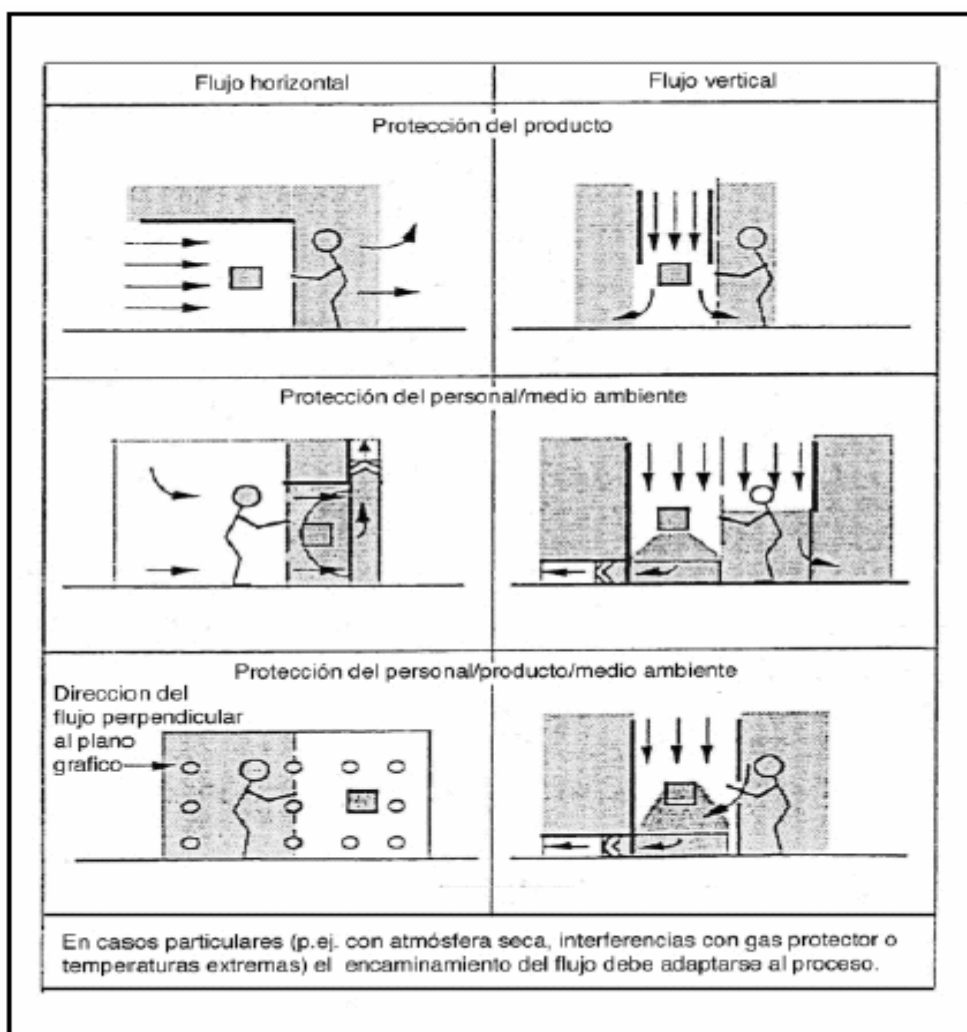 Flujo horizontal
Flujo vertical
Protección del producto
Protección del personal/medio ambiente
Protección del personal/producto/medio ambiente
Direccion del
flujo perpendicular
al plano
grafico
En casos particulares (p.ej. con atmósfera seca, interferencias con gas protector o
temperaturas extremas) el encaminamiento del flujo debe adaptarse al proceso.